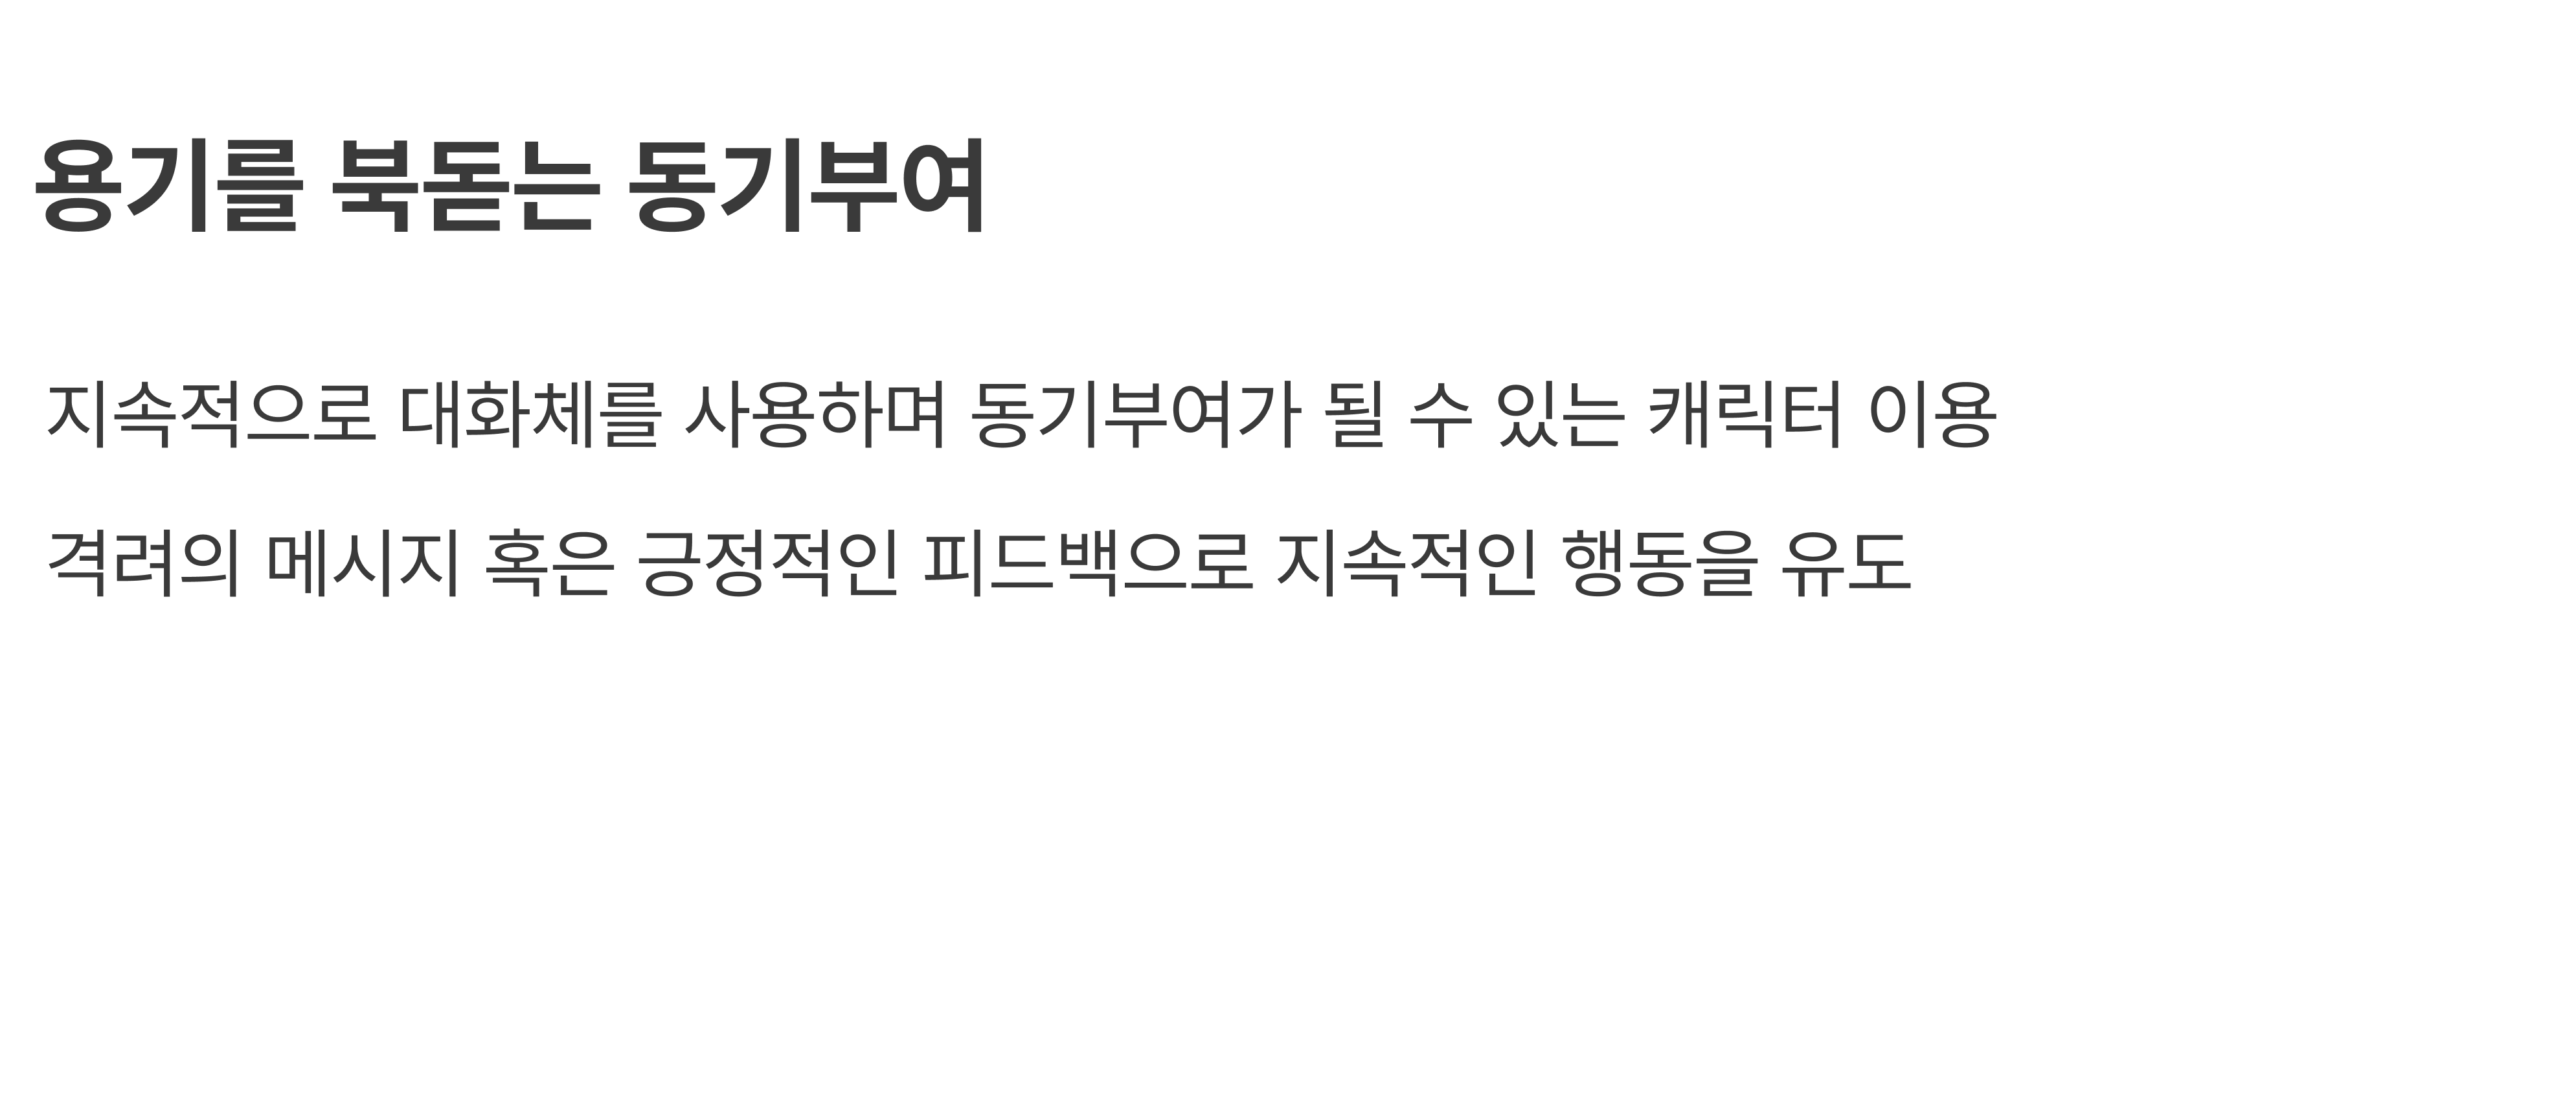 용기를 북돋는 동기부여
지속적으로 대화체를 사용하며 동기부여가 될 수 있는 캐릭터 이용
격려의 메시지 혹은 긍정적인 피드백으로 지속적인 행동을 유도